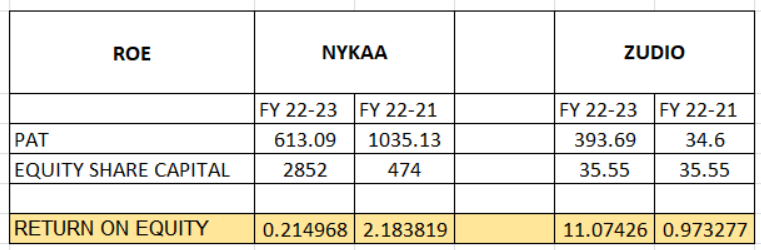 ROE NYKAA ZUDIO
FY 22-23 FY 22-21 FY 22-23 FY 22-21
PAT 613.09 1035.13 393.69 34.6
EQUITY SHARE CAPITAL 2852 474 35.55 35.55
RETURN ON EQUITY 0.214968 2.183819 11.07426 0.973277